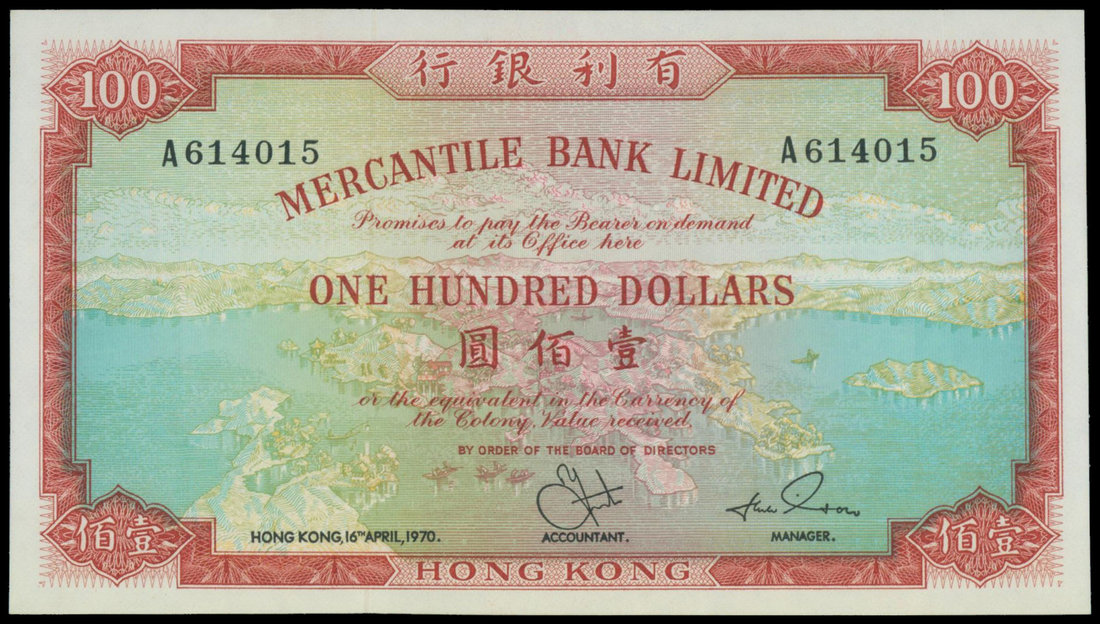 行銀利有
100 100
A614015 A614015
MERCANTILE BANK LIMITED
Promises to pay the Bearer on demand
at its Office here
ONE HUNDRED DOLLARS
圓佰壹
or the equivalent in the Currency of
the Colony, Value received.
BY ORDER OF THE BOARD OF DIRECTORS
HONG KONG, 16TH APRIL, 1970. ACCOUNTANT. MANAGER.
佰壹 佰壹
HONG KONG